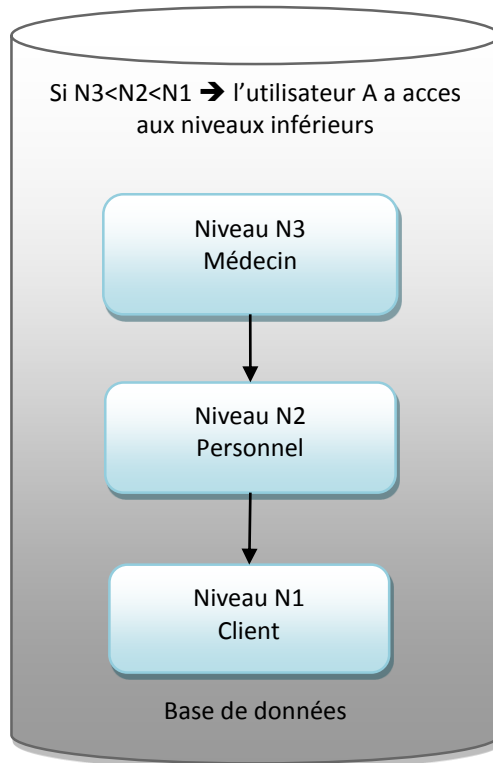 Si N3<N2<N1 ➔ l’utilisateur A a acces
aux niveaux inférieurs
Niveau N3
Médecin
Niveau N2
Personnel
Niveau N1
Client
Base de données